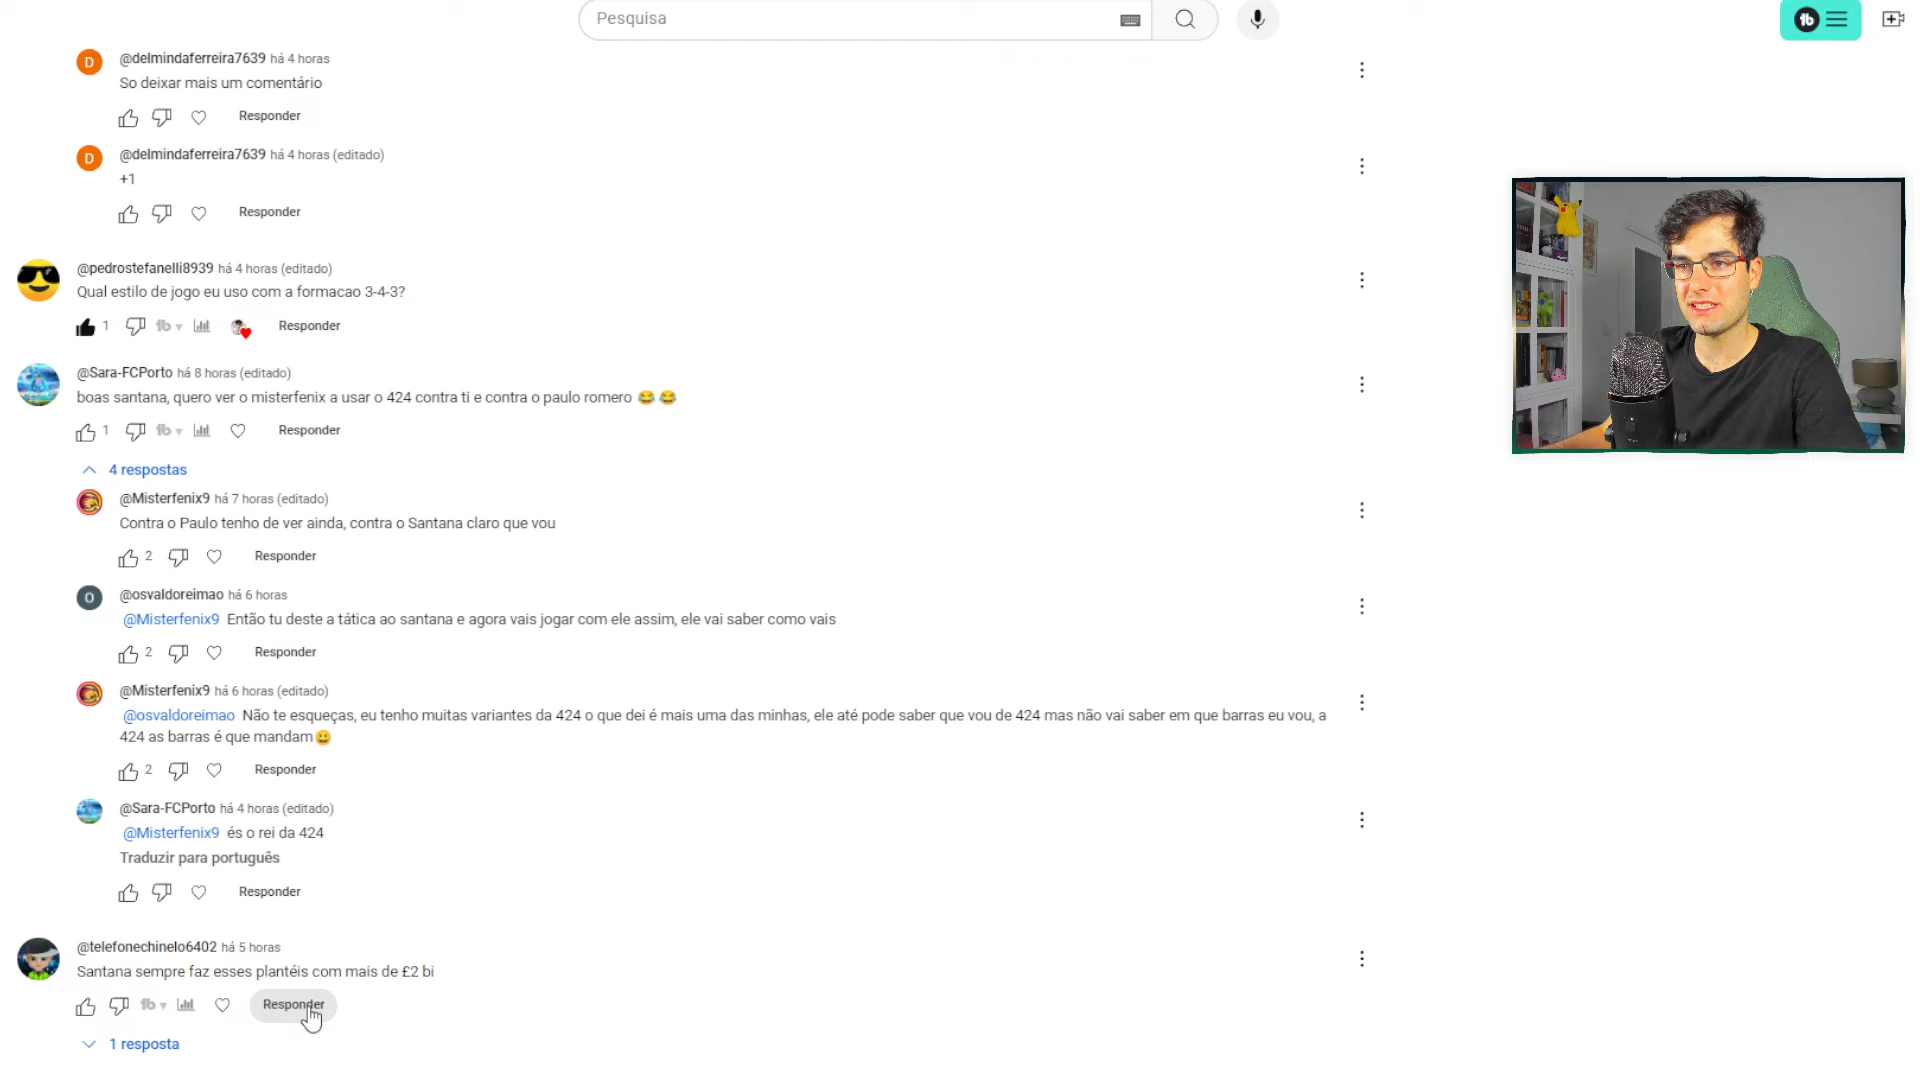 Pesquisa
@delmindaferreira7639 há 4 horas
So deixar mais um comentário
Responder
@delmindaferreira7639 há 4 horas (editado)
+1
Responder
@pedrostefanelli8939 há 4 horas (editado)
Qual estilo de jogo eu uso com a formacao 3-4-3?
1 Responder
@Sara-FCPorto há 8 horas (editado)
boas santana, quero ver o misterfenix a usar o 424 contra ti e contra o paulo romero 😂 😂
1 Responder
4 respostas
@Misterfenix9 há 7 horas (editado)
Contra o Paulo tenho de ver ainda, contra o Santana claro que vou
2 Responder
@osvaldoreimao há 6 horas
@Misterfenix9 Então tu deste a tática ao santana e agora vais jogar com ele assim, ele vai saber como vais
2 Responder
@Misterfenix9 há 6 horas (editado)
@osvaldoreimao Não te esqueças, eu tenho muitas variantes da 424 o que dei é mais uma das minhas, ele até pode saber que vou de 424 mas não vai saber em que barras eu vou, a
424 as barras é que mandam😀
2 Responder
@Sara-FCPorto há 4 horas (editado)
@Misterfenix9 és o rei da 424
Traduzir para português
Responder
@telefonechinelo6402 há 5 horas
Santana sempre faz esses plantéis com mais de £2 bi
Responder
1 resposta